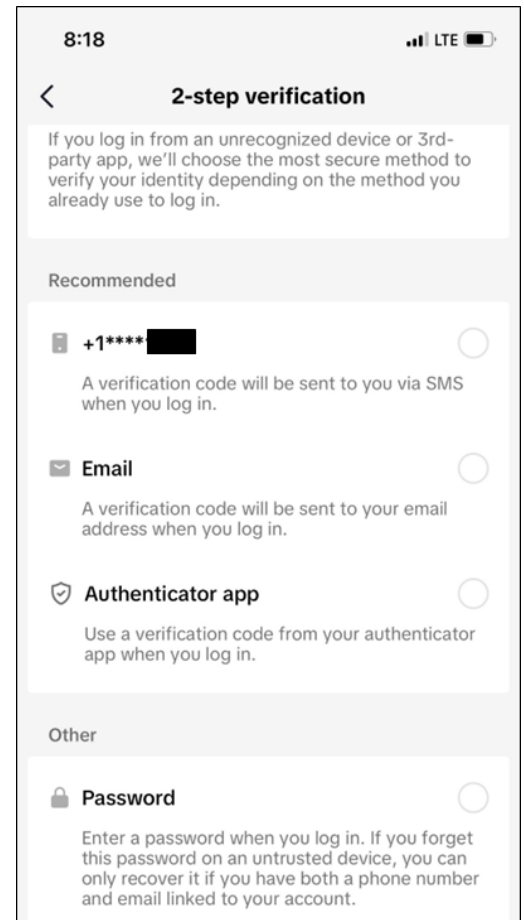 8:18 LTE
2-step verification
If you log in from an unrecognized device or 3rd-
party app, we'll choose the most secure method to
verify your identity depending on the method you
already use to log in.
Recommended
+1****
A verification code will be sent to you via SMS
when you log in.
Email
A verification code will be sent to your email
address when you log in.
Authenticator app
Use a verification code from your authenticator
app when you log in.
Other
Password
Enter a password when you log in. If you forget
this password on an untrusted device, you can
only recover it if you have both a phone number
and email linked to your account.